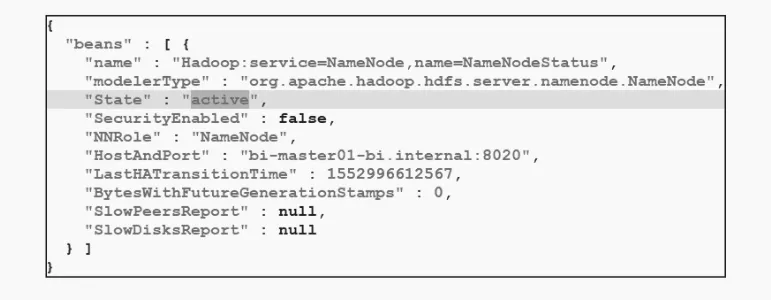 {
  "beans" : [ {
    "name" : "Hadoop:service=NameNode,name=NameNodeStatus",
    "modelerType" : "org.apache.hadoop.hdfs.server.namenode.NameNode",
    "State" : "active",
    "SecurityEnabled" : false,
    "NNRole" : "NameNode",
    "HostAndPort" : "bi-master01-bi.internal:8020",
    "LastHATransitionTime" : 1552996612567,
    "BytesWithFutureGenerationStamps" : 0,
    "SlowPeersReport" : null,
    "SlowDisksReport" : null
  } ]
}